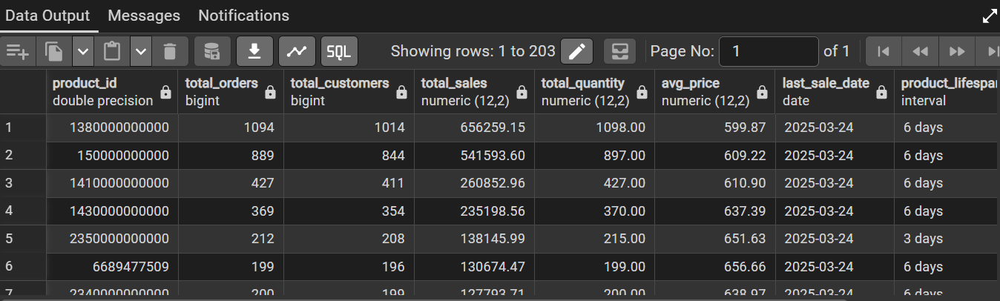 Data Output Messages Notifications
SQL Showing rows: 1 to 203 Page No: 1 of 1
product_id total_orders total_customers total_sales total_quantity avg_price last_sale_date product_lifespa
double precision bigint bigint numeric (12,2) numeric (12,2) numeric (12,2) date interval
1 1380000000000 1094 1014 656259.15 1098.00 599.87 2025-03-24 6 days
2 150000000000 889 844 541593.60 897.00 609.22 2025-03-24 6 days
3 1410000000000 427 411 260852.96 427.00 610.90 2025-03-24 6 days
4 1430000000000 369 354 235198.56 370.00 637.39 2025-03-24 6 days
5 2350000000000 212 208 138145.99 215.00 651.63 2025-03-24 3 days
6 6689477509 199 196 130674.47 199.00 656.66 2025-03-24 6 days
7 2340000000000 200 199 127793.71 200.00 638.97 2025-03-24 6 days